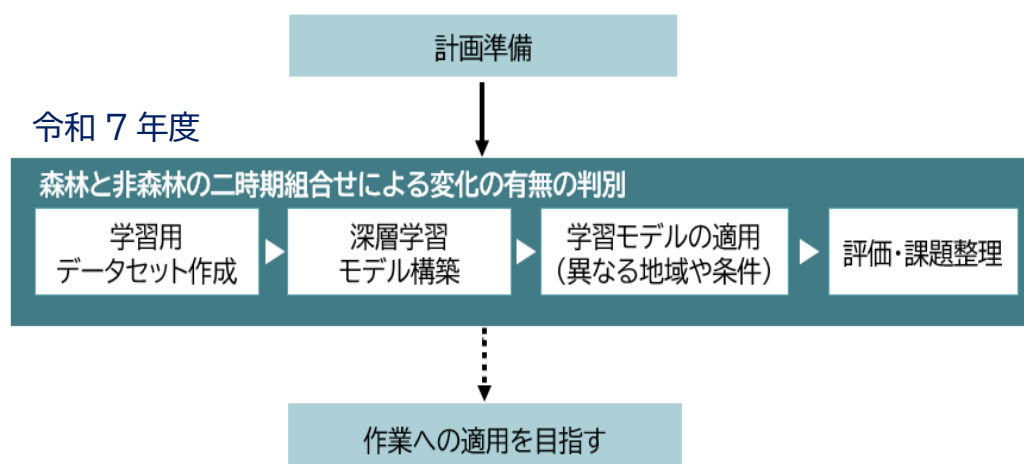 計画準備
令和 7 年度
森林と非森林の二時期組合せによる変化の有無の判別
学習用
データセット作成
深層学習
モデル構築
学習モデルの適用
(異なる地域や条件)
評価・課題整理
作業への適用を目指す